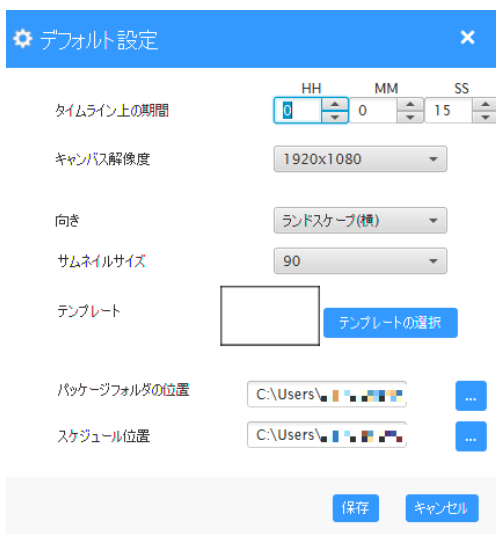 デフォルト設定
HH MM SS
タイムライン上の期間 0 0 15
キャンバス解像度 1920x1080
向き ランドスケープ(横)
サムネイルサイズ 90
テンプレート テンプレートの選択
パッケージフォルダの位置 C:\Users\ ...
スケジュール位置 C:\Users\ ...
保存 キャンセル